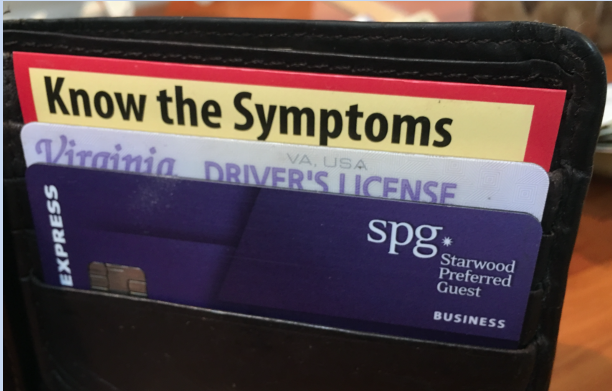 Know the Symptoms
Virginia
VA, USA
DRIVER'S LICENSE
EXPRESS
spg.
Starwood
Preferred
Guest
BUSINESS